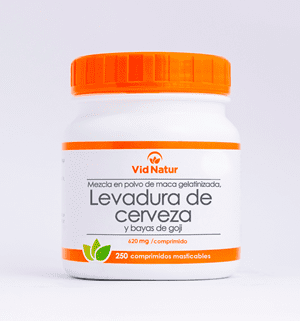 Vid Natur
Mezcla en polvo de maca gelatinizada,
Levadura de
cerveza
y bayas de goji
620 mg /comprimido
250 comprimidos masticables